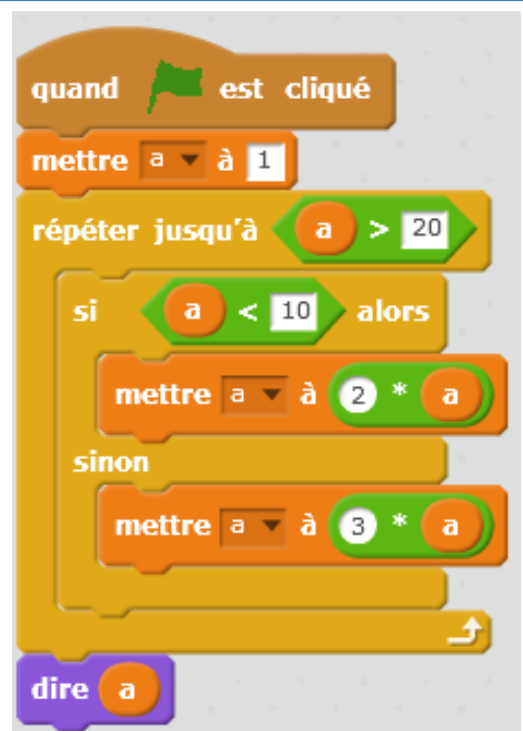 quand est cliqué
mettre a à 1
répéter jusqu'à a > 20
si a < 10 alors
mettre a à 2 * a
sinon
mettre a à 3 * a
dire a